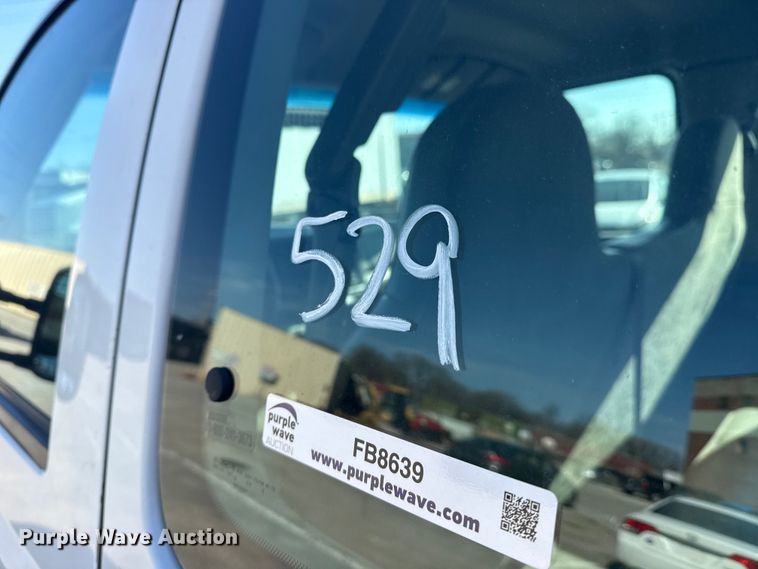 529
purple
wave
AUCTION
FB8639
www.purplewave.com
Purple Wave Auction